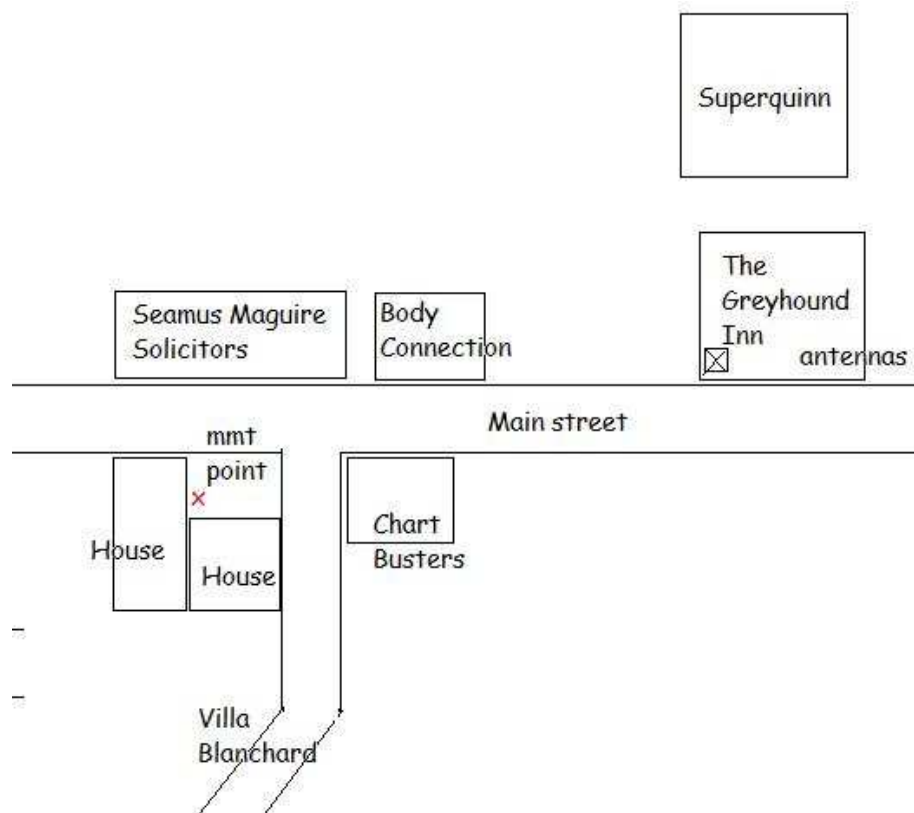 Superquinn
The
Greyhound
Inn
antennas
Seamus Maguire
Solicitors
Body
Connection
Main street
mmt
point
House
House
Chart
Busters
Villa
Blanchard